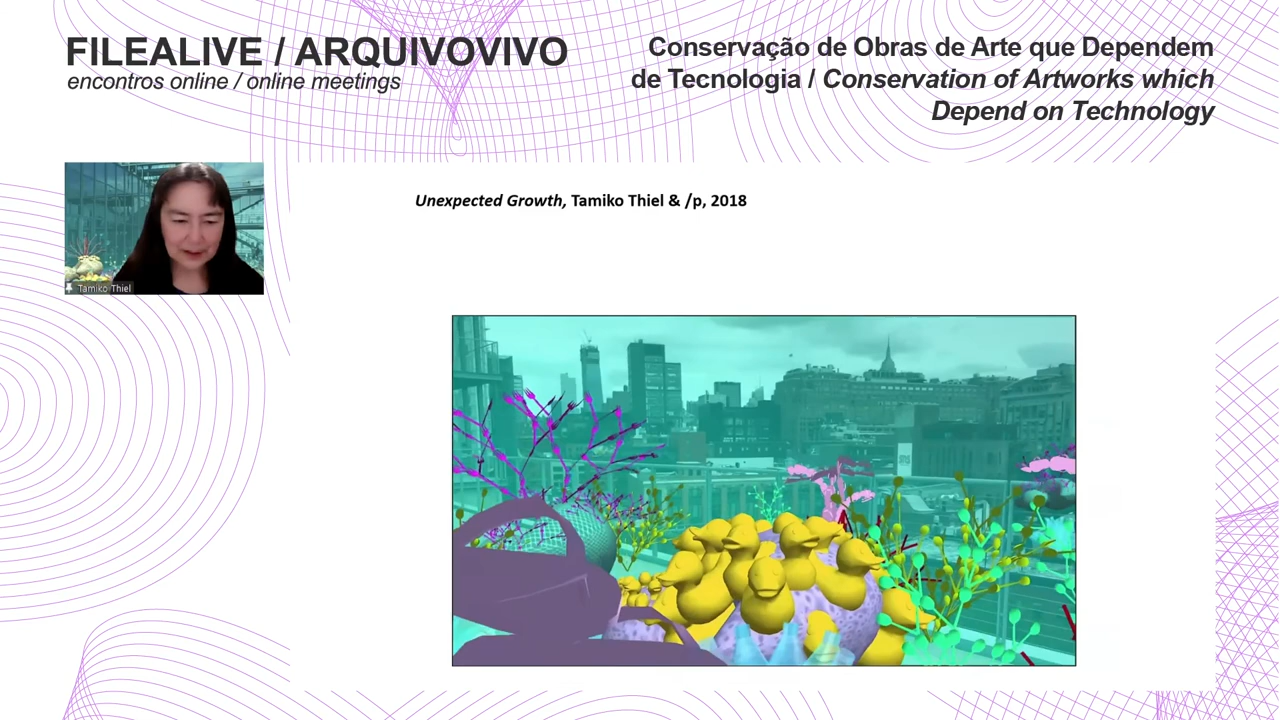 FILEALIVE / ARQUIVOVIVO
encontros online / online meetings
Conservação de Obras de Arte que Dependem
de Tecnologia / Conservation of Artworks which
Depend on Technology
Tamiko Thiel
Unexpected Growth, Tamiko Thiel & /p, 2018